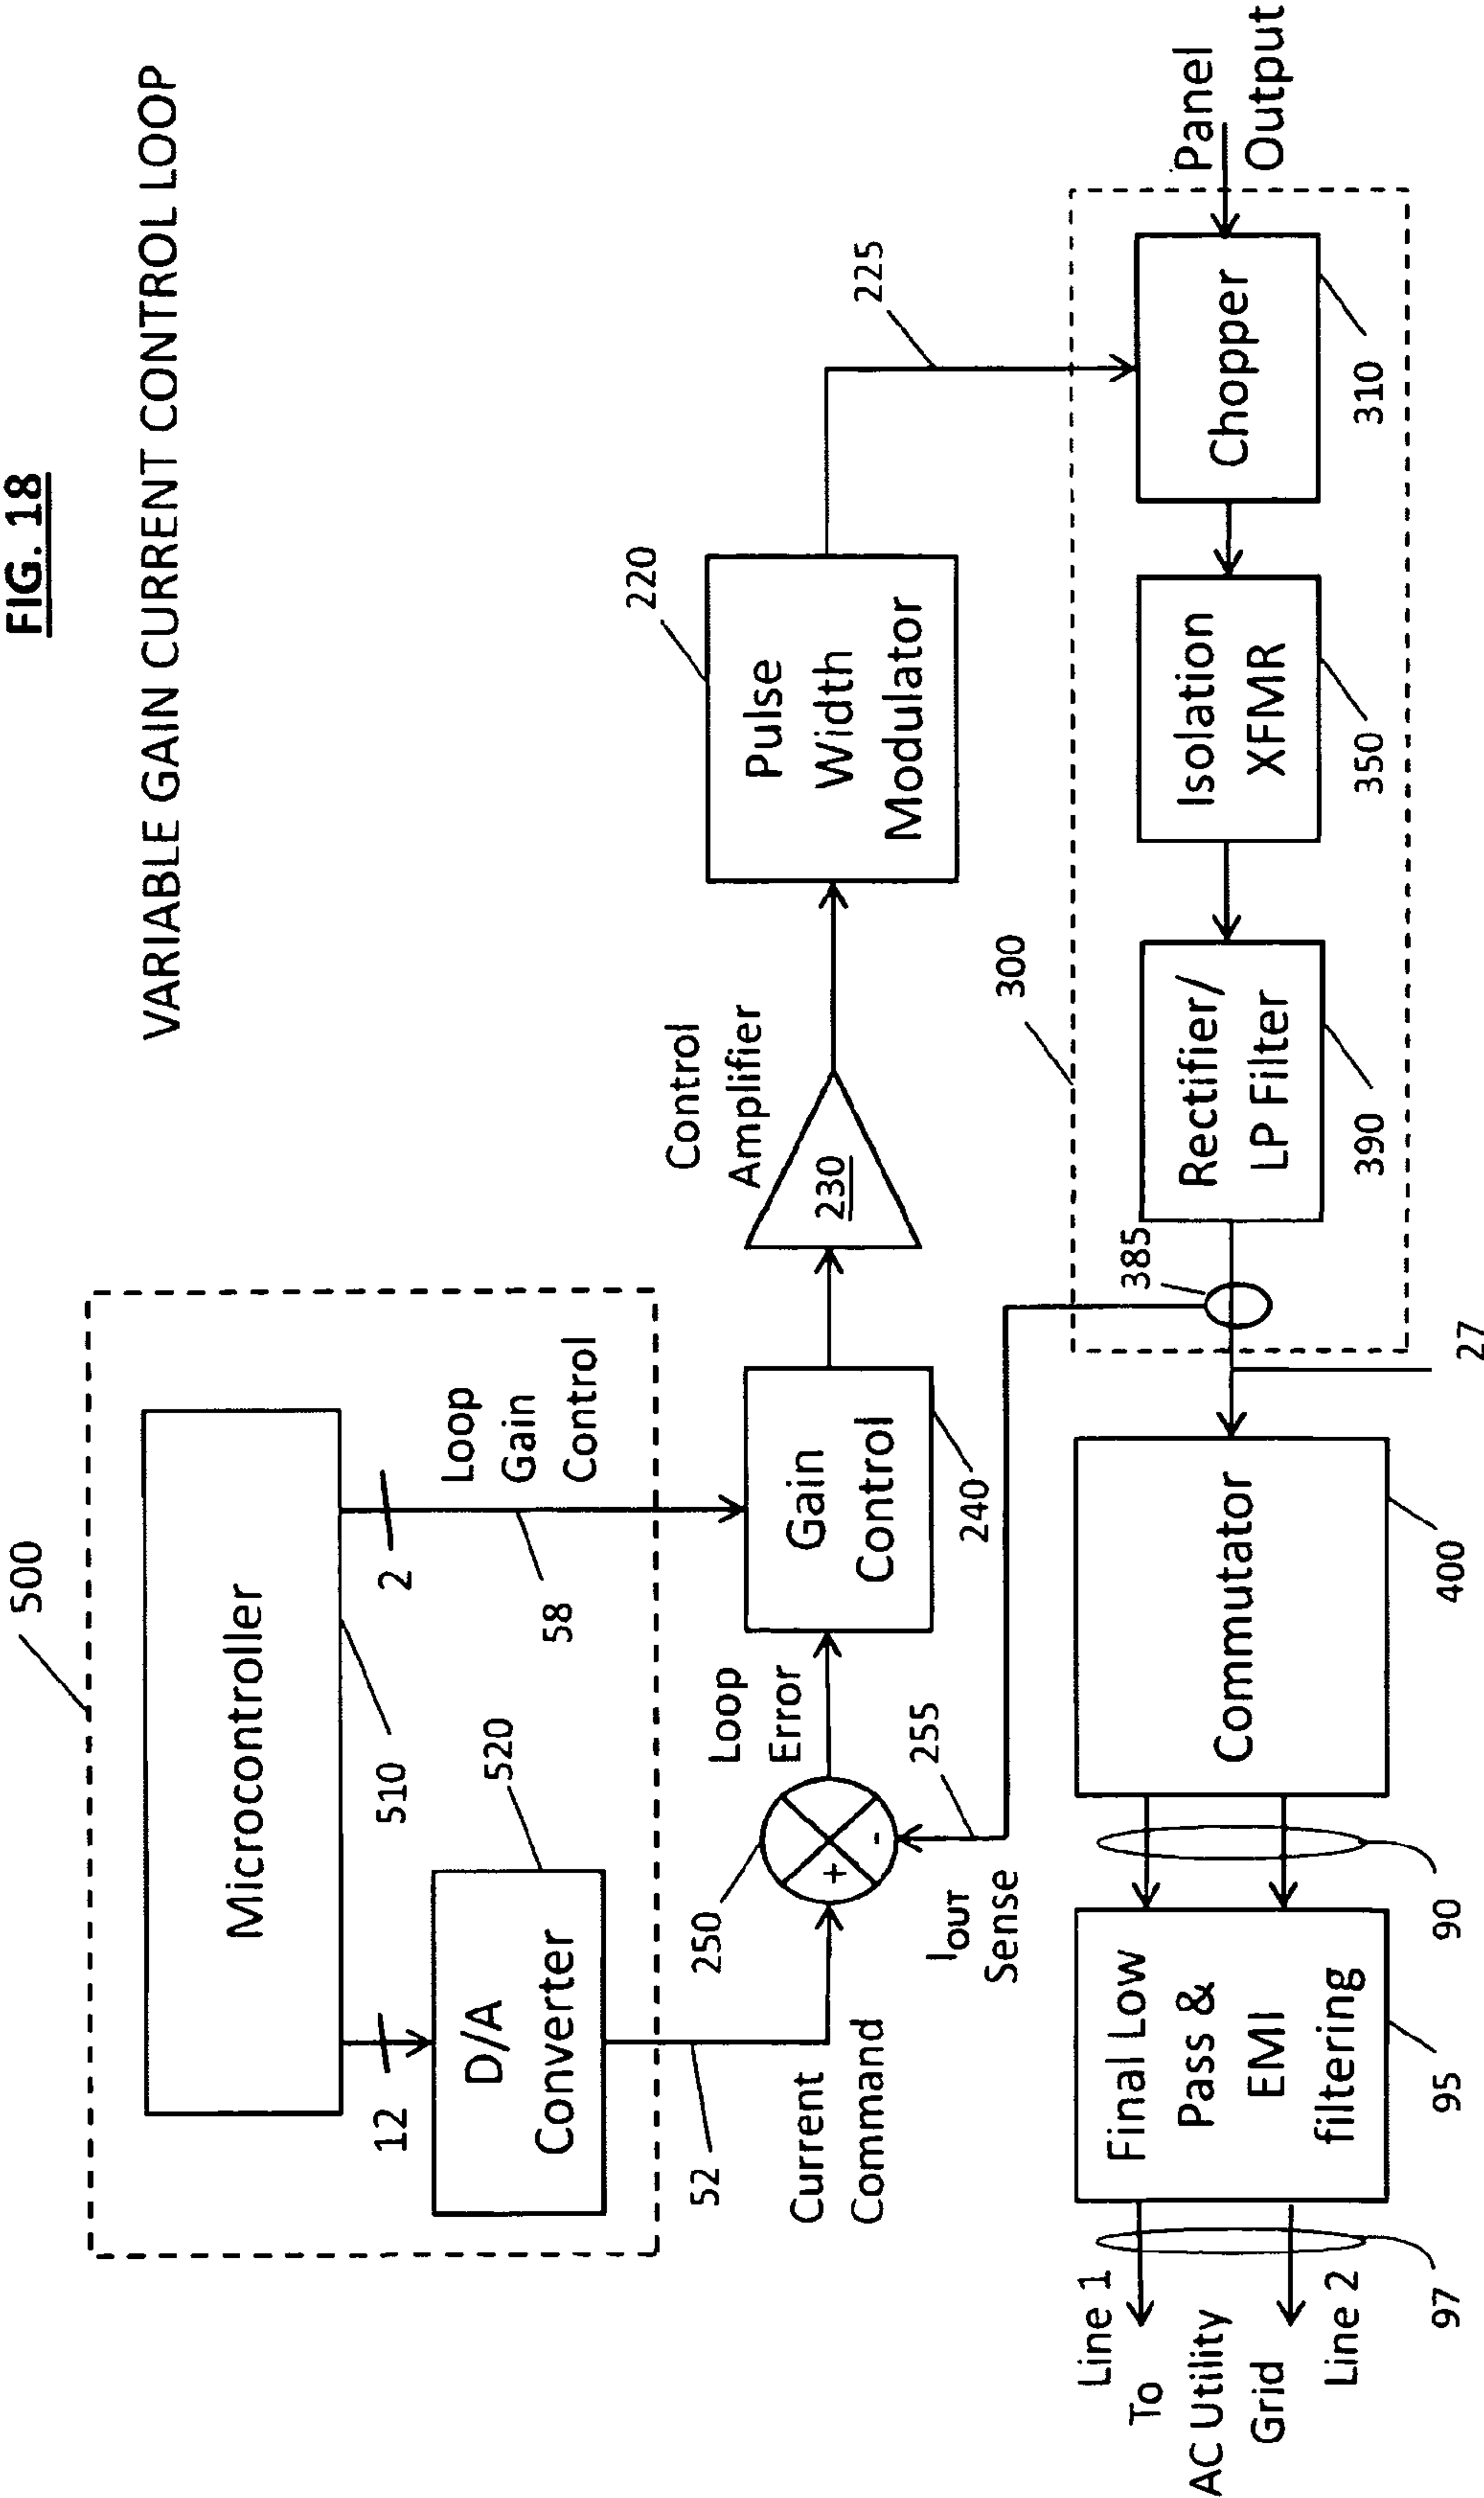 FIG. 18
VARIABLE GAIN CURRENT CONTROL LOOP
500
Microcontroller
510
12
2
58
Loop
Gain
Control
D/A
Converter
520
52
Current
Command
250
+
-
Loop
Error
IOUT
Sense
255
Gain
Control
240
Control
Amplifier
230
Pulse
Width
Modulator
220
225
300
Panel
Output
Chopper
310
Isolation
XFMR
350
Rectifier/
LP Filter
390
385
27
Commutator
400
90
Final Low
Pass &
EMI
filtering
95
97
Line 1
To
AC Utility
Grid
Line 2